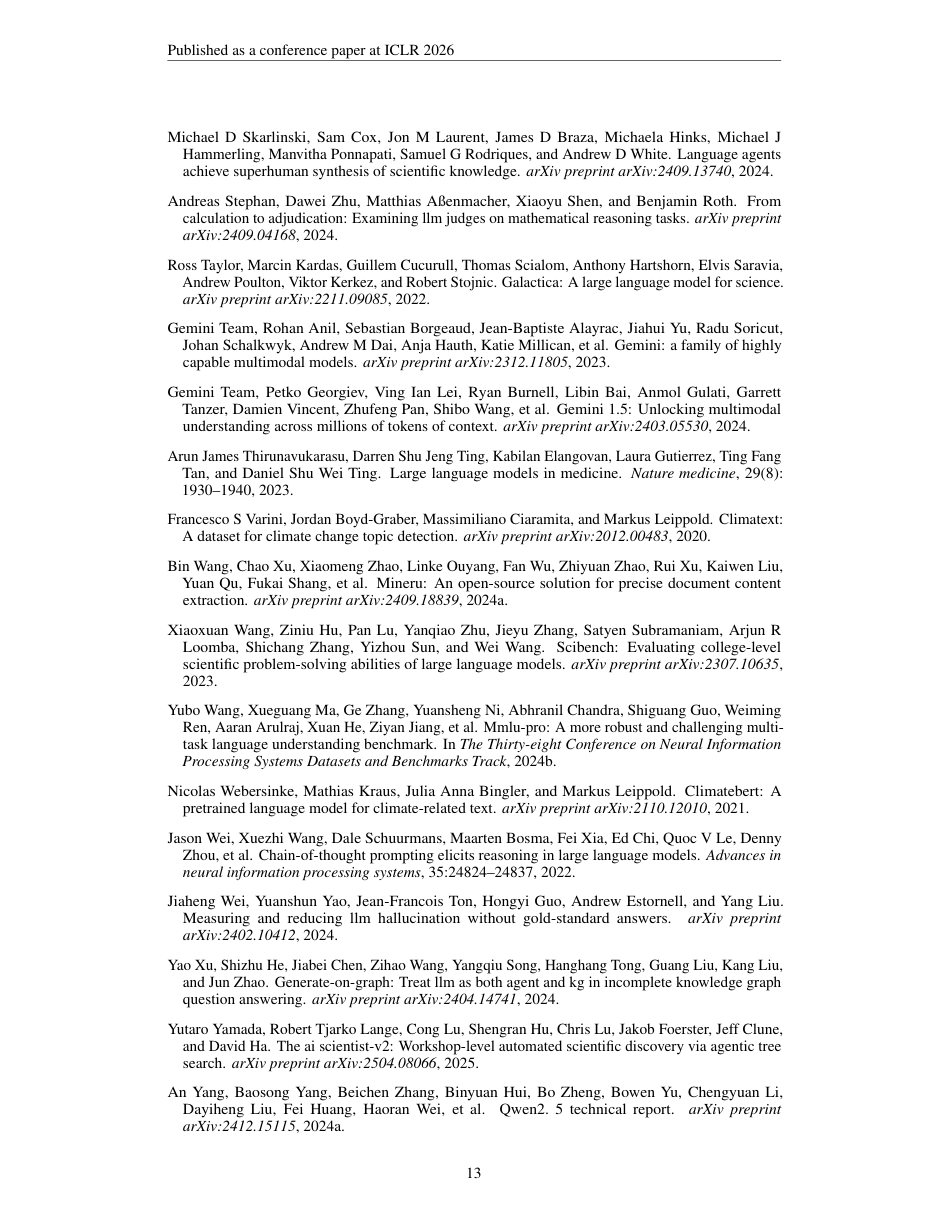 Published as a conference paper at ICLR 2026
Michael D Skarlinski, Sam Cox, Jon M Laurent, James D Braza, Michaela Hinks, Michael J
Hammerling, Manvitha Ponnapati, Samuel G Rodriques, and Andrew D White. Language agents
achieve superhuman synthesis of scientific knowledge. arXiv preprint arXiv:2409.13740, 2024.
Andreas Stephan, Dawei Zhu, Matthias Aßenmacher, Xiaoyu Shen, and Benjamin Roth. From
calculation to adjudication: Examining llm judges on mathematical reasoning tasks. arXiv preprint
arXiv:2409.04168, 2024.
Ross Taylor, Marcin Kardas, Guillem Cucurull, Thomas Scialom, Anthony Hartshorn, Elvis Saravia,
Andrew Poulton, Viktor Kerkez, and Robert Stojnic. Galactica: A large language model for science.
arXiv preprint arXiv:2211.09085, 2022.
Gemini Team, Rohan Anil, Sebastian Borgeaud, Jean-Baptiste Alayrac, Jiahui Yu, Radu Soricut,
Johan Schalkwyk, Andrew M Dai, Anja Hauth, Katie Millican, et al. Gemini: a family of highly
capable multimodal models. arXiv preprint arXiv:2312.11805, 2023.
Gemini Team, Petko Georgiev, Ving Ian Lei, Ryan Burnell, Libin Bai, Anmol Gulati, Garrett
Tanzer, Damien Vincent, Zhufeng Pan, Shibo Wang, et al. Gemini 1.5: Unlocking multimodal
understanding across millions of tokens of context. arXiv preprint arXiv:2403.05530, 2024.
Arun James Thirunavukarasu, Darren Shu Jeng Ting, Kabilan Elangovan, Laura Gutierrez, Ting Fang
Tan, and Daniel Shu Wei Ting. Large language models in medicine. Nature medicine, 29(8):
1930–1940, 2023.
Francesco S Varini, Jordan Boyd-Graber, Massimiliano Ciaramita, and Markus Leippold. Climatext:
A dataset for climate change topic detection. arXiv preprint arXiv:2012.00483, 2020.
Bin Wang, Chao Xu, Xiaomeng Zhao, Linke Ouyang, Fan Wu, Zhiyuan Zhao, Rui Xu, Kaiwen Liu,
Yuan Qu, Fukai Shang, et al. Mineru: An open-source solution for precise document content
extraction. arXiv preprint arXiv:2409.18839, 2024a.
Xiaoxuan Wang, Ziniu Hu, Pan Lu, Yanqiao Zhu, Jieyu Zhang, Satyen Subramaniam, Arjun R
Loomba, Shichang Zhang, Yizhou Sun, and Wei Wang. Scibench: Evaluating college-level
scientific problem-solving abilities of large language models. arXiv preprint arXiv:2307.10635,
2023.
Yubo Wang, Xueguang Ma, Ge Zhang, Yuansheng Ni, Abhranil Chandra, Shiguang Guo, Weiming
Ren, Aaran Arulraj, Xuan He, Ziyan Jiang, et al. Mmlu-pro: A more robust and challenging multi-
task language understanding benchmark. In The Thirty-eight Conference on Neural Information
Processing Systems Datasets and Benchmarks Track, 2024b.
Nicolas Webersinke, Mathias Kraus, Julia Anna Bingler, and Markus Leippold. Climatebert: A
pretrained language model for climate-related text. arXiv preprint arXiv:2110.12010, 2021.
Jason Wei, Xuezhi Wang, Dale Schuurmans, Maarten Bosma, Fei Xia, Ed Chi, Quoc V Le, Denny
Zhou, et al. Chain-of-thought prompting elicits reasoning in large language models. Advances in
neural information processing systems, 35:24824–24837, 2022.
Jiaheng Wei, Yuanshun Yao, Jean-Francois Ton, Hongyi Guo, Andrew Estornell, and Yang Liu.
Measuring and reducing llm hallucination without gold-standard answers. arXiv preprint
arXiv:2402.10412, 2024.
Yao Xu, Shizhu He, Jiabei Chen, Zihao Wang, Yangqiu Song, Hanghang Tong, Guang Liu, Kang Liu,
and Jun Zhao. Generate-on-graph: Treat llm as both agent and kg in incomplete knowledge graph
question answering. arXiv preprint arXiv:2404.14741, 2024.
Yutaro Yamada, Robert Tjarko Lange, Cong Lu, Shengran Hu, Chris Lu, Jakob Foerster, Jeff Clune,
and David Ha. The ai scientist-v2: Workshop-level automated scientific discovery via agentic tree
search. arXiv preprint arXiv:2504.08066, 2025.
An Yang, Baosong Yang, Beichen Zhang, Binyuan Hui, Bo Zheng, Bowen Yu, Chengyuan Li,
Dayiheng Liu, Fei Huang, Haoran Wei, et al. Qwen2. 5 technical report. arXiv preprint
arXiv:2412.15115, 2024a.
13